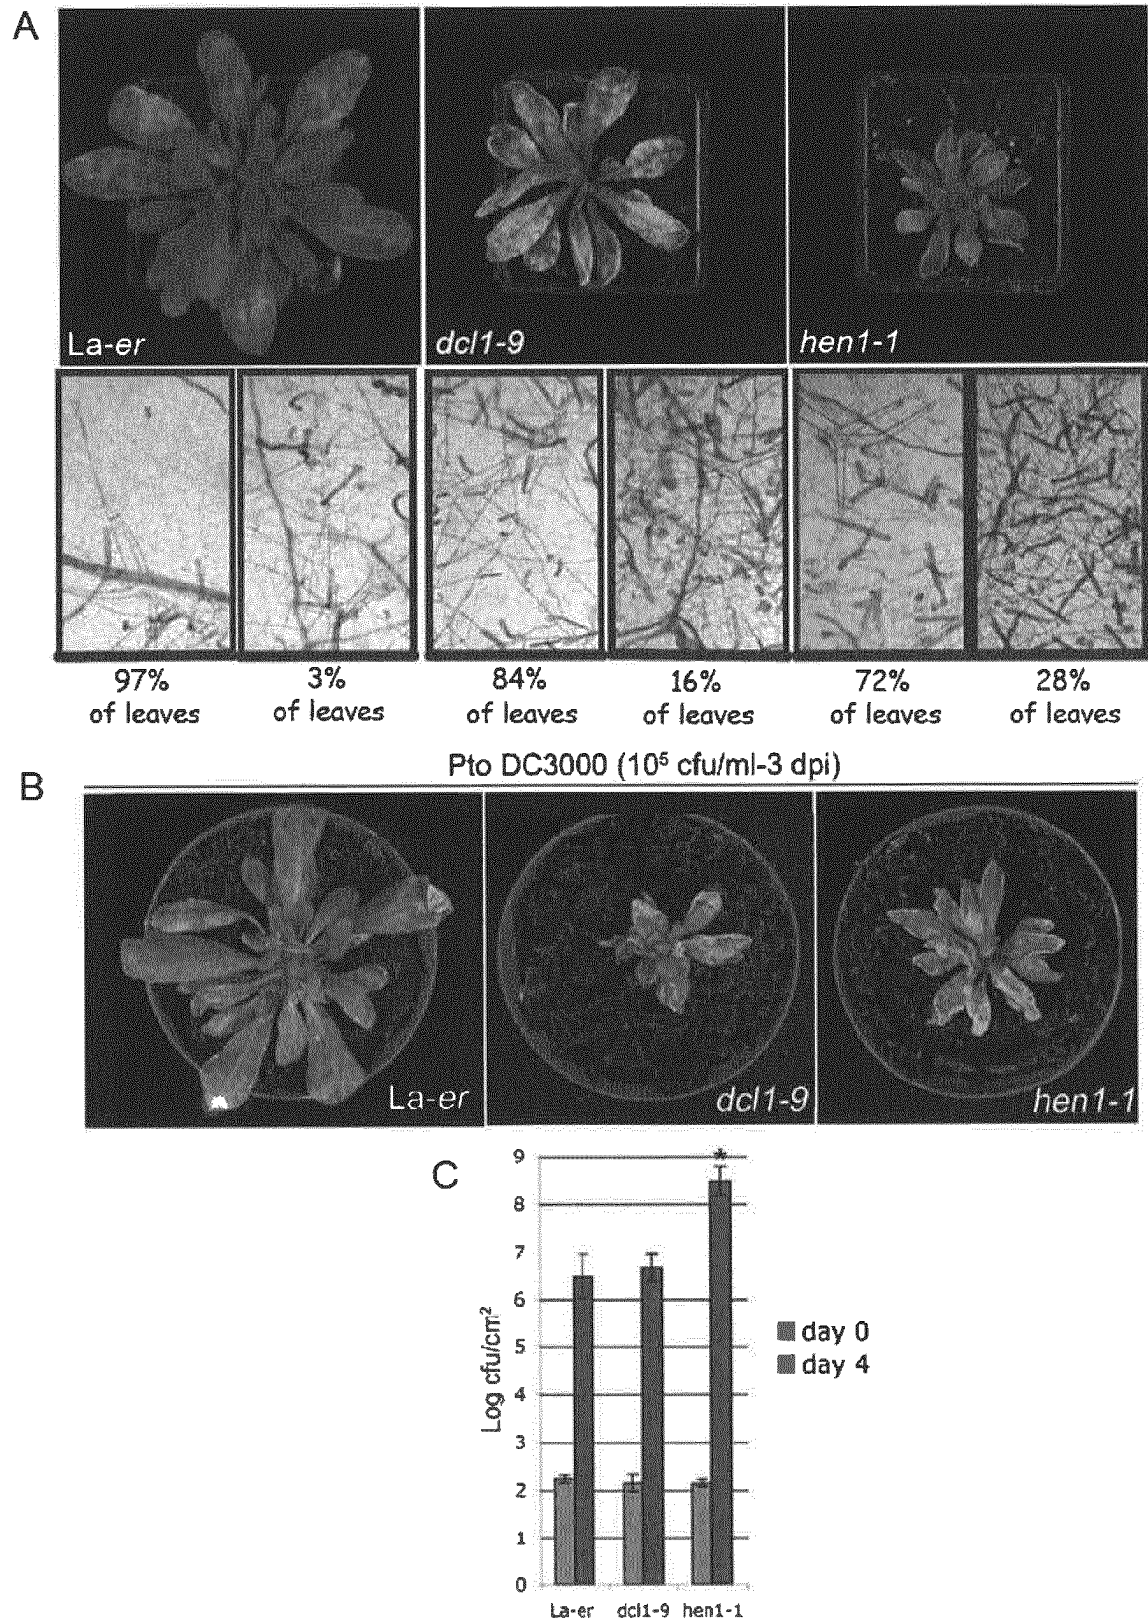 A
La-er
dcl1-9
hen1-1
97%
of leaves
3%
of leaves
84%
of leaves
16%
of leaves
72%
of leaves
28%
of leaves
Pto DC3000 (10⁵ cfu/ml-3 dpi)
B
La-er
dcl1-9
hen1-1
C
9
8
7
6
5
4
3
2
1
0
Log cfu/cm²
*
day 0
day 4
La-er
dcl1-9
hen1-1